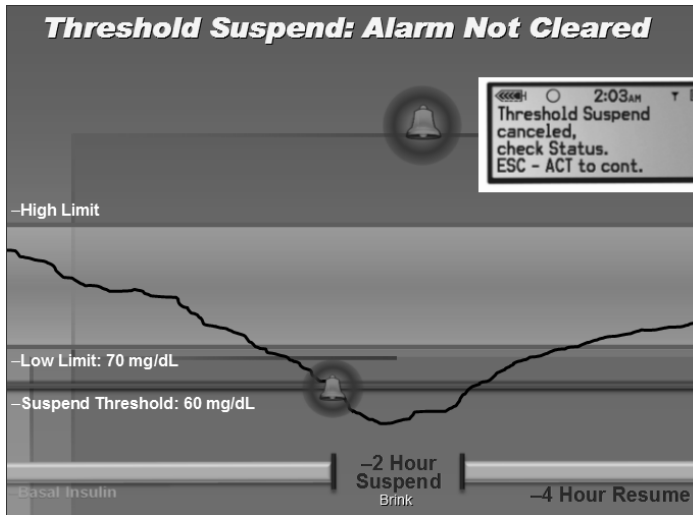 Threshold Suspend: Alarm Not Cleared
2:03AM
Threshold Suspend
canceled,
check Status.
ESC - ACT to cont.
–High Limit
–Low Limit: 70 mg/dL
–Suspend Threshold: 60 mg/dL
–2 Hour
Suspend
Brink
–Basal Insulin
–4 Hour Resume